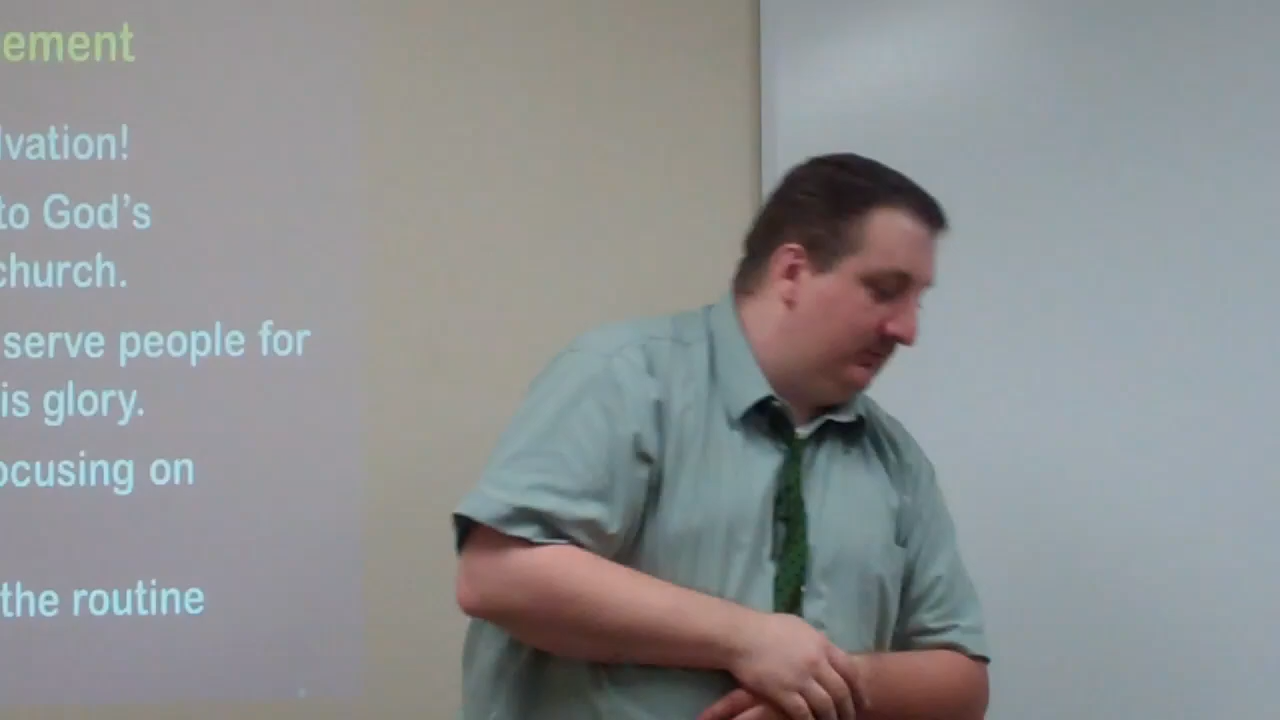 ement
lvation!
to God's
church.
serve people for
is glory.
ocusing on
the routine